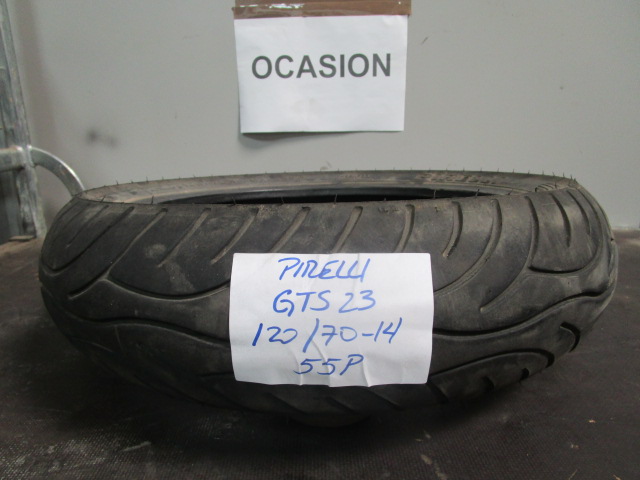 OCASION
PIRELLI
GTS 23
120/70-14
55P